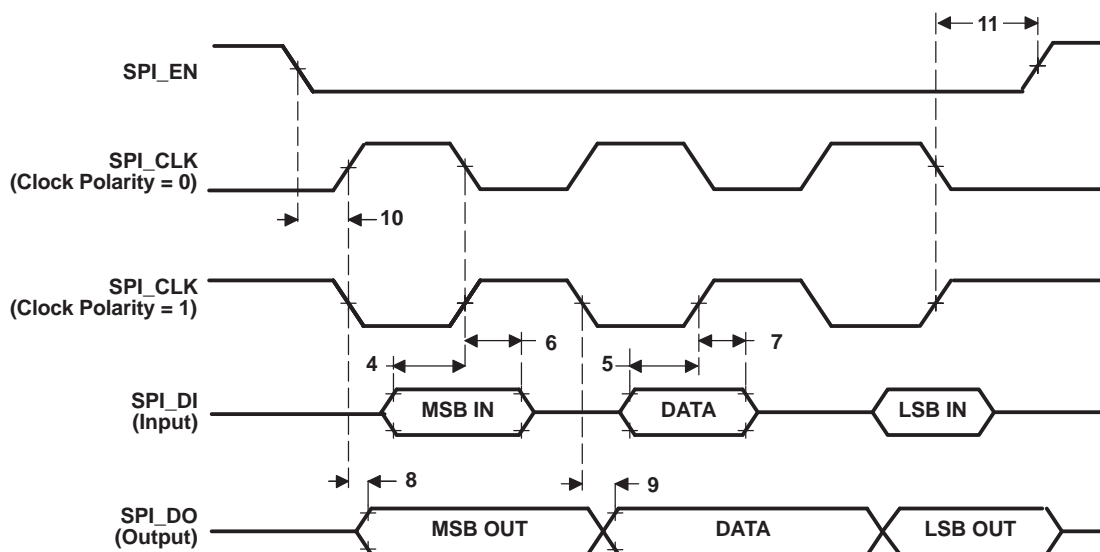 11
SPI_EN
SPI_CLK
(Clock Polarity = 0)
10
SPI_CLK
(Clock Polarity = 1)
6
7
4
5
SPI_DI
(Input)
MSB IN
DATA
LSB IN
8
9
SPI_DO
(Output)
MSB OUT
DATA
LSB OUT